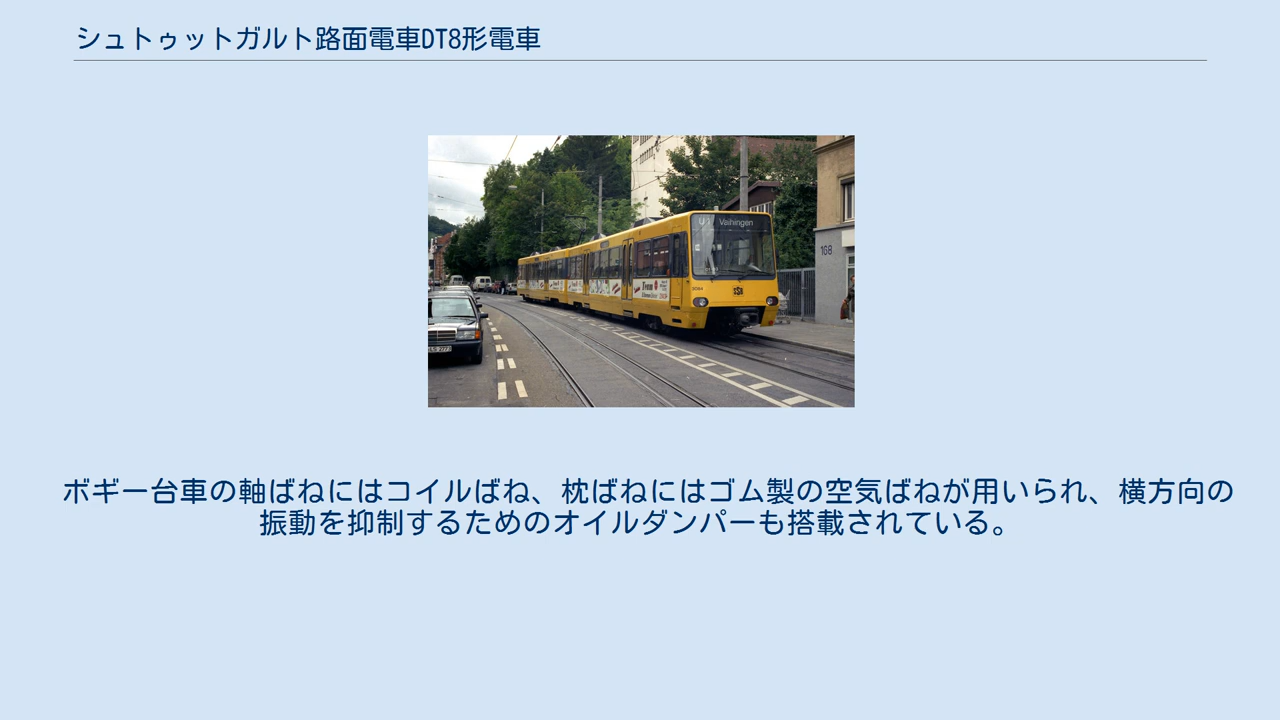 シュトゥットガルト路面電車DT8形電車
Vaihingen
168
SSB
ボギー台車の軸ばねにはコイルばね、枕ばねにはゴム製の空気ばねが用いられ、横方向の
振動を抑制するためのオイルダンパーも搭載されている。